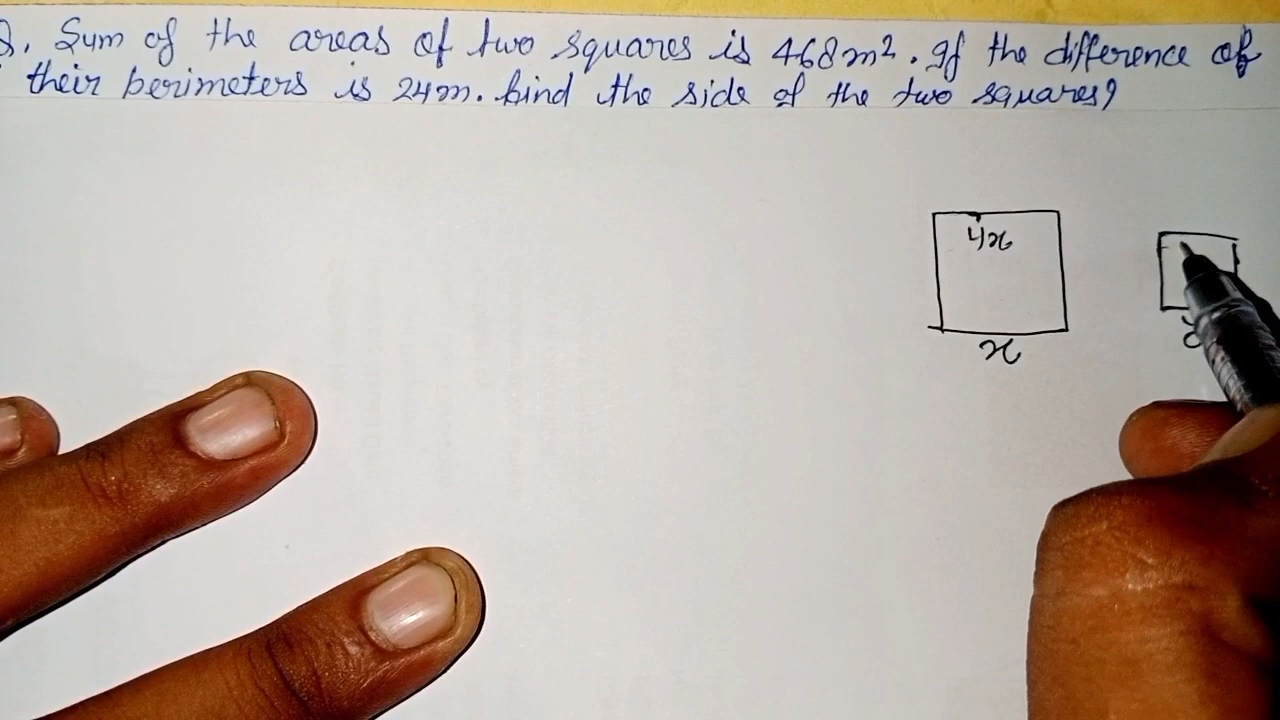 Q. Sum of the areas of two squares is 468m². If the difference of
their perimeters is 24m. find the side of the two squares?
4x
x